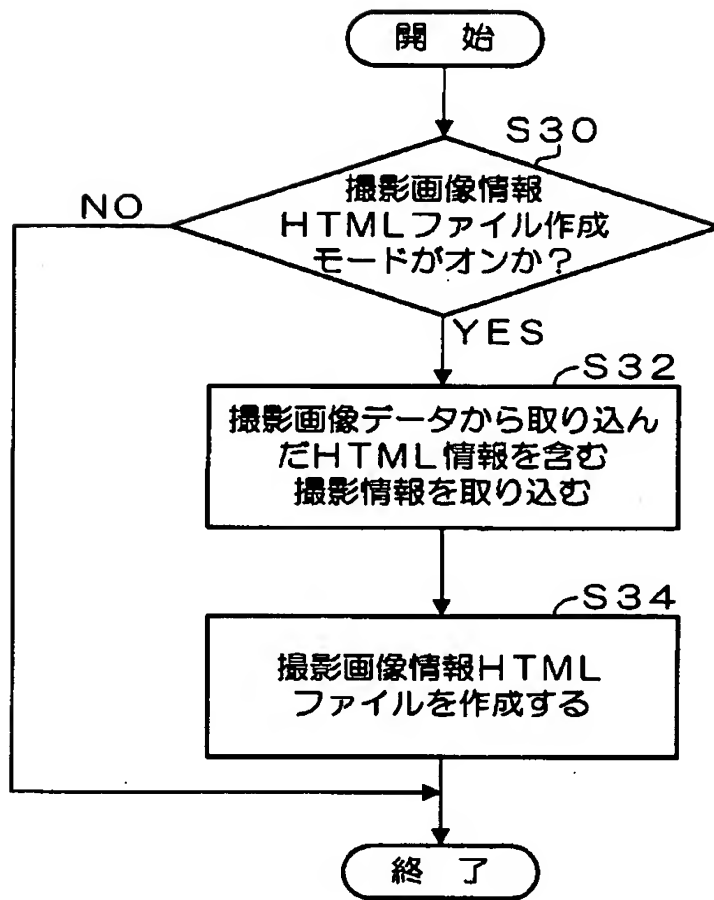 開 始
S30
撮影画像情報
HTMLファイル作成
モードがオンか？
NO
YES
S32
撮影画像データから取り込ん
だHTML情報を含む
撮影情報を取り込む
S34
撮影画像情報HTML
ファイルを作成する
終 了